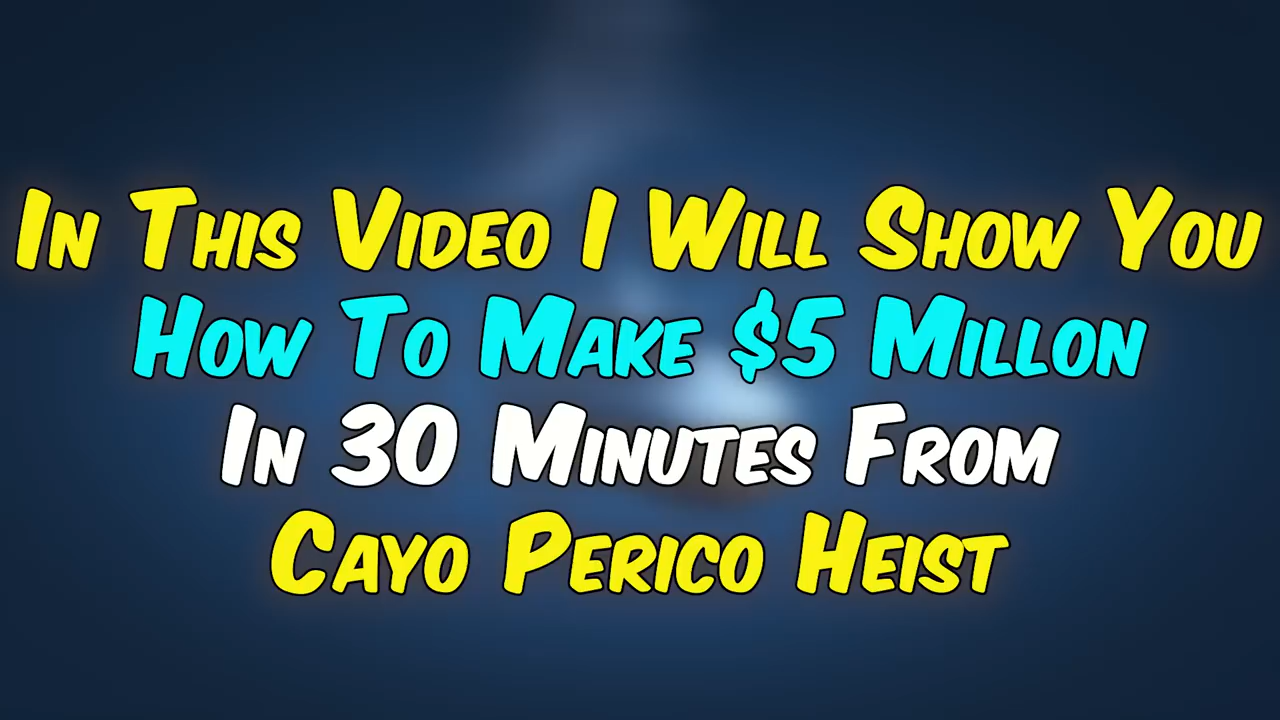 In This Video I Will Show You
How To Make $5 Millon
In 30 Minutes From
Cayo Perico Heist